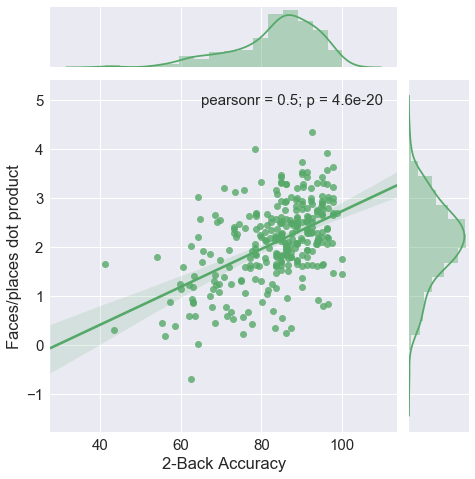 pearsonr = 0.5; p = 4.6e-20
5
4
3
2
1
0
−1
Faces/places dot product
40 60 80 100
2-Back Accuracy